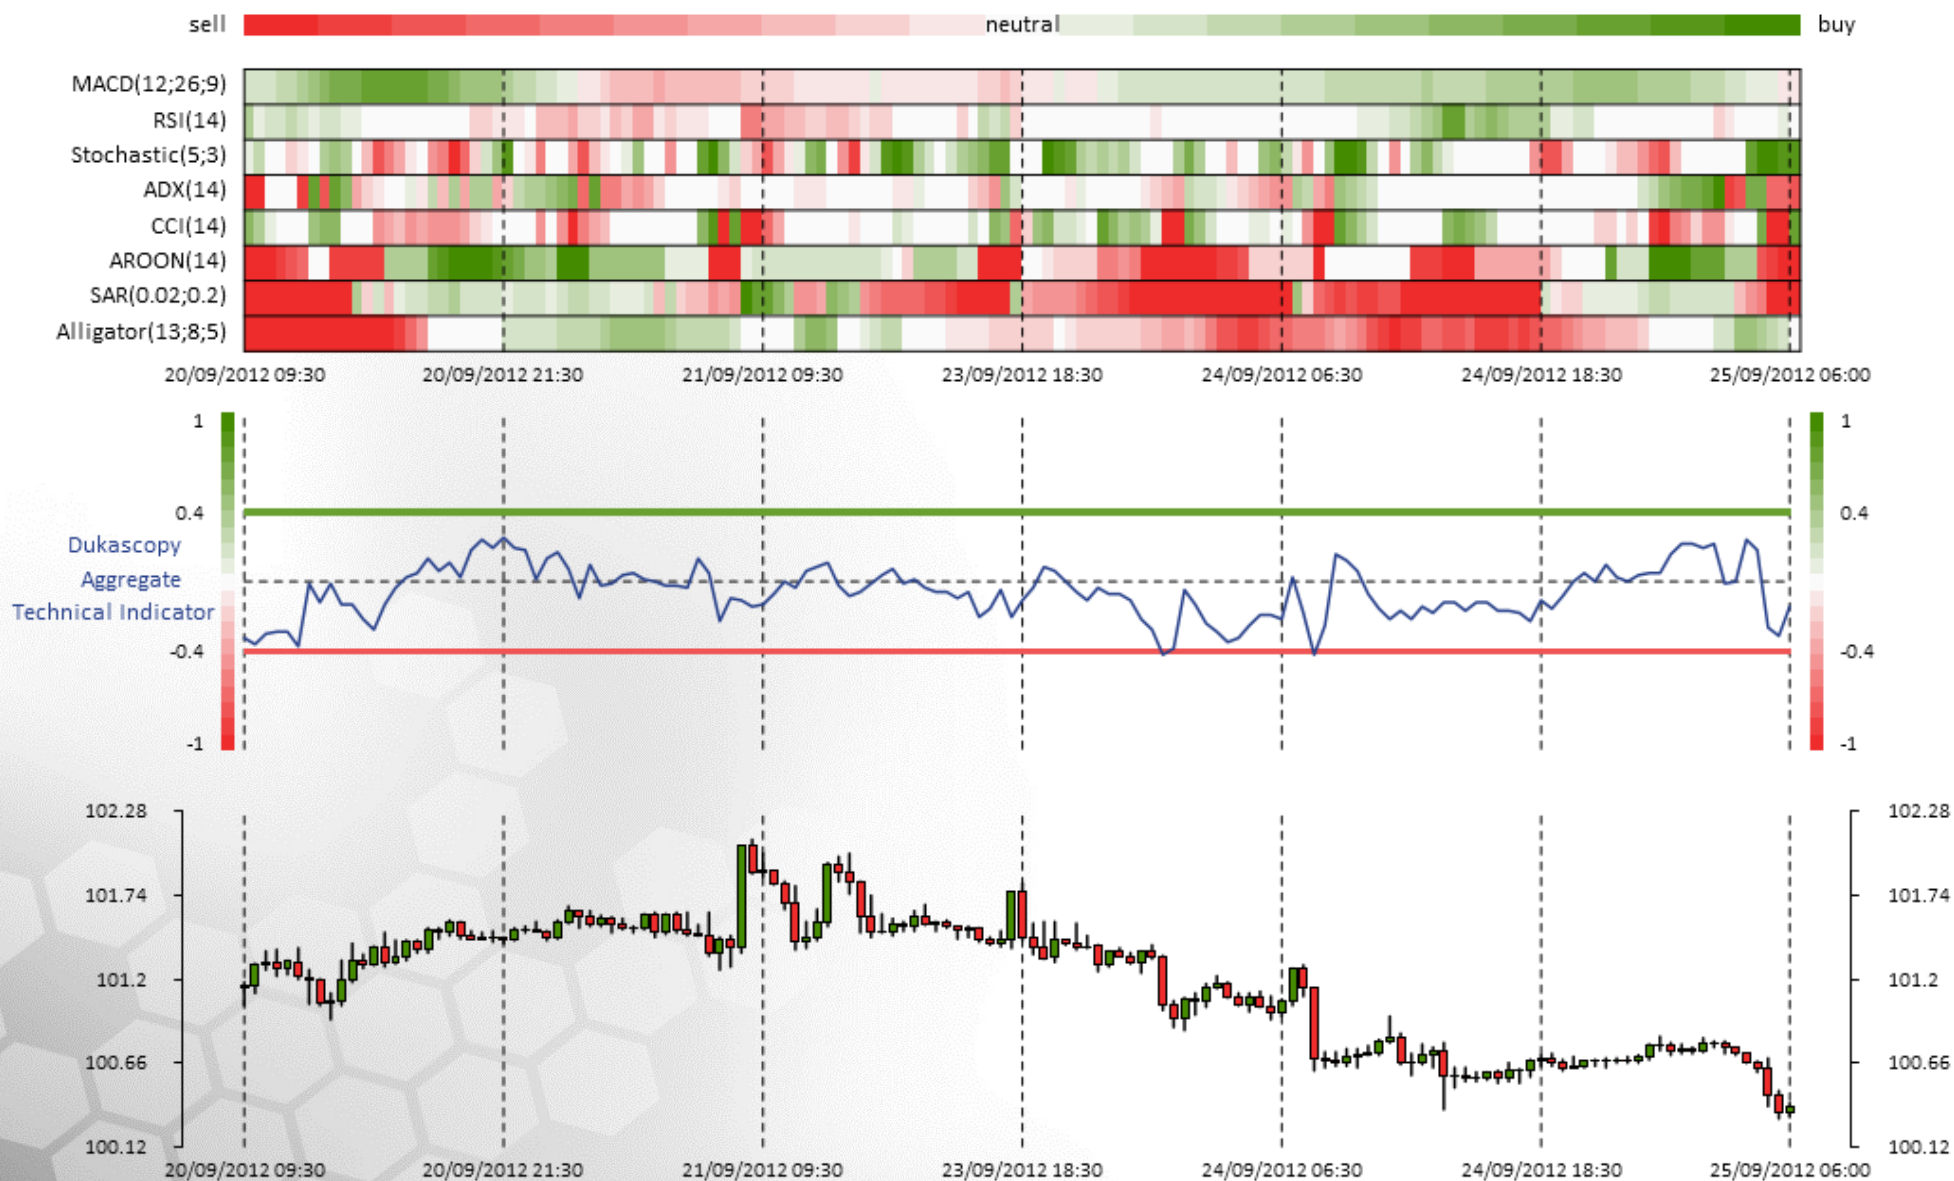 sell neutral buy
MACD(12;26;9)
RSI(14)
Stochastic(5;3)
ADX(14)
CCI(14)
AROON(14)
SAR(0.02;0.2)
Alligator(13;8;5)
20/09/2012 09:30 20/09/2012 21:30 21/09/2012 09:30 23/09/2012 18:30 24/09/2012 06:30 24/09/2012 18:30 25/09/2012 06:00
1 1
0.4 0.4
Dukascopy
Aggregate
Technical Indicator
-0.4 -0.4
-1 -1
102.28 102.28
101.74 101.74
101.2 101.2
100.66 100.66
100.12 100.12
20/09/2012 09:30 20/09/2012 21:30 21/09/2012 09:30 23/09/2012 18:30 24/09/2012 06:30 24/09/2012 18:30 25/09/2012 06:00